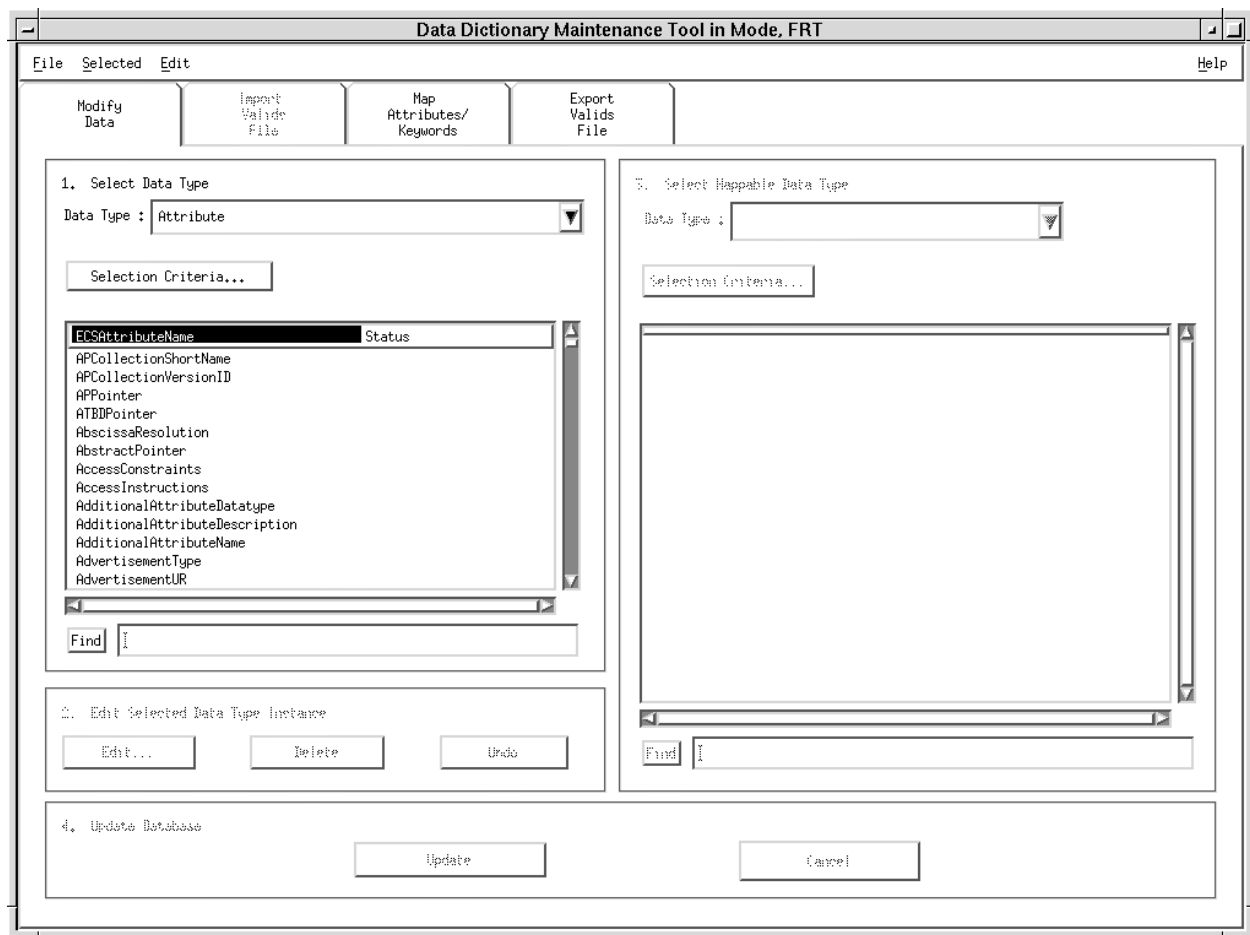 Data Dictionary Maintenance Tool in Mode, FRT
File Selected Edit Help
Modify
Data
Import
Valids
File
Map
Attributes/
Keywords
Export
Valids
File
1. Select Data Type
Data Type : Attribute
Selection Criteria...
ECSAttributeName Status
APCollectionShortName
APCollectionVersionID
APPointer
ATBDPointer
AbscissaResolution
AbstractPointer
AccessConstraints
AccessInstructions
AdditionalAttributeDatatype
AdditionalAttributeDescription
AdditionalAttributeName
AdvertisementType
AdvertisementUR
Find
2. Edit Selected Data Type Instance
Edit... Delete Undo
3. Select Mappable Data Type
Data Type :
Selection Criteria...
Find
4. Update Database
Update Cancel